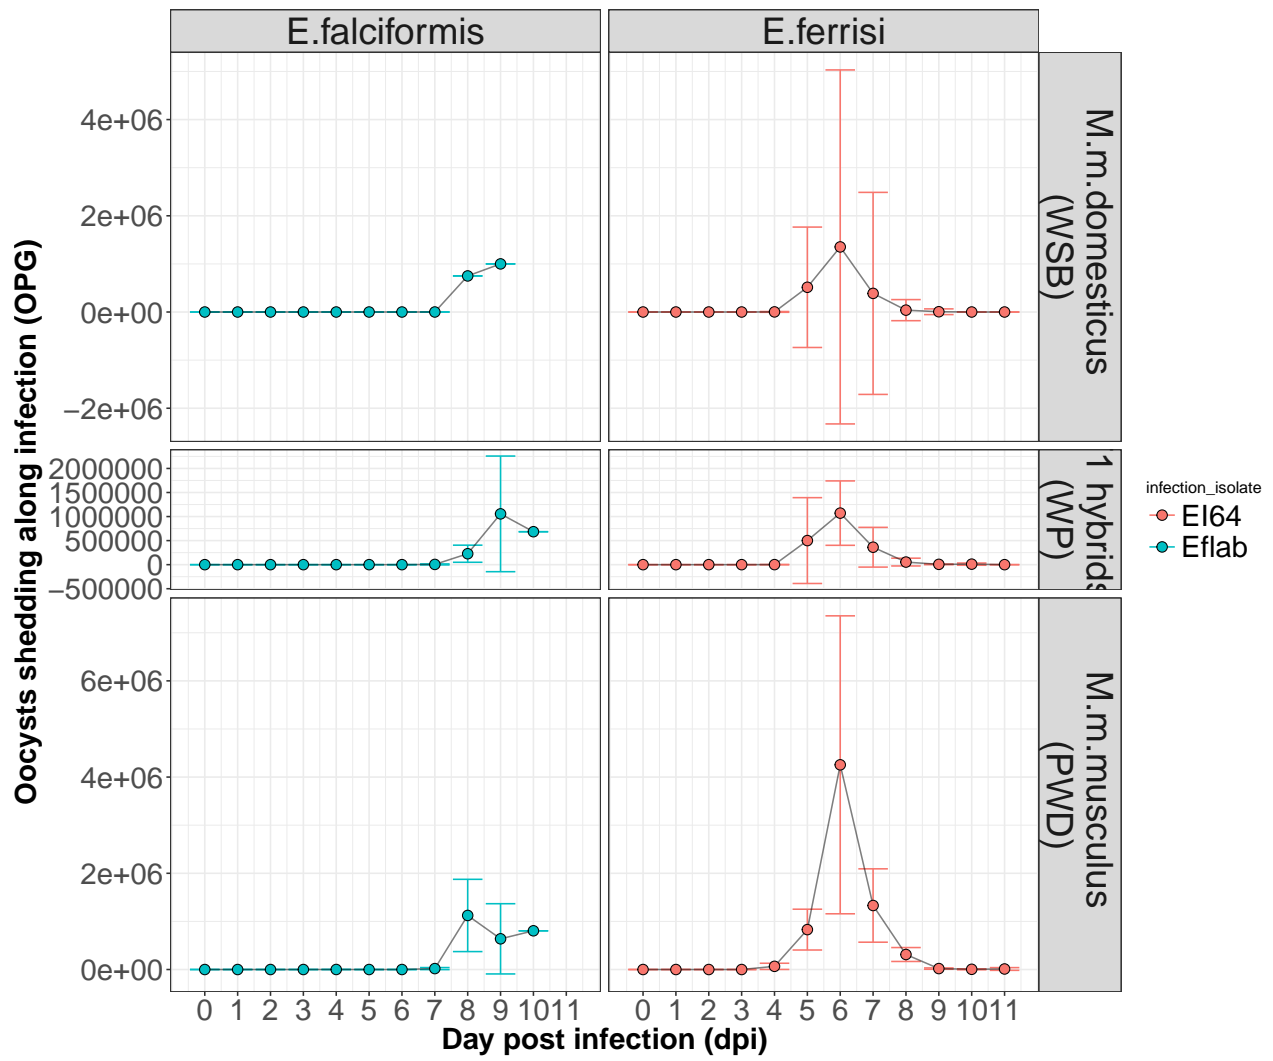 E.falciformis
E.ferrisi
Oocysts shedding along infection (OPG)
4e+06
2e+06
0e+00
−2e+06
M.m.domesticus
(WSB)
2000000
1500000
1000000
500000
0
−500000
1 hybrids
(WP)
6e+06
4e+06
2e+06
0e+00
M.m.musculus
(PWD)
0 1 2 3 4 5 6 7 8 9 10 11
0 1 2 3 4 5 6 7 8 9 10 11
Day post infection (dpi)
infection_isolate
EI64
Eflab